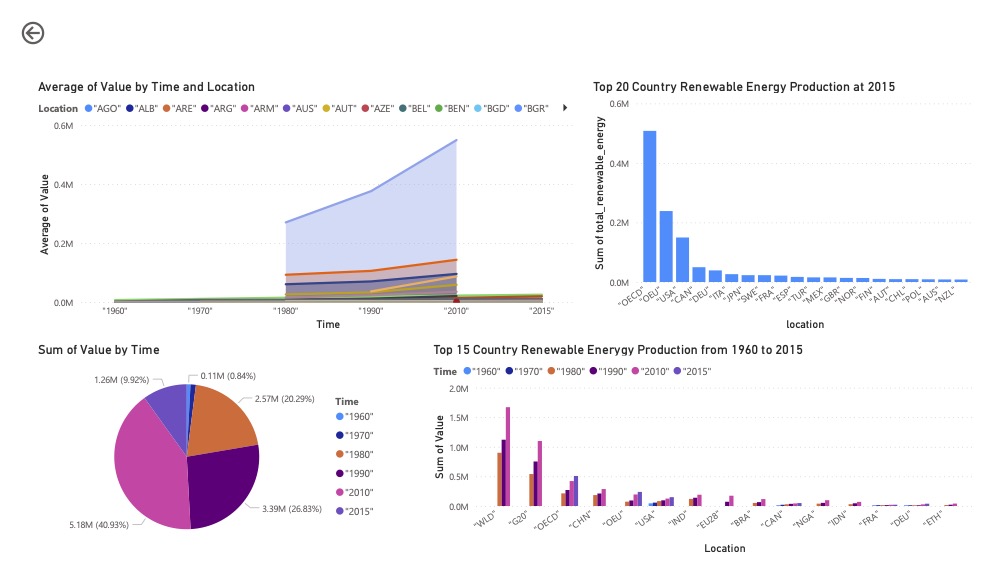 Average of Value by Time and Location
Location "AGO" "ALB" "ARE" "ARG" "ARM" "AUS" "AUT" "AZE" "BEL" "BEN" "BGD" "BGR"
0.6M
0.4M
0.2M
0.0M
Average of Value
"1960" "1970" "1980" "1990" "2010" "2015"
Time
Top 20 Country Renewable Energy Production at 2015
0.6M
0.4M
0.2M
0.0M
Sum of total_renewable_energy
"OECD" "OEU" "USA" "CAN" "DEU" "ITA" "JPN" "SWE" "FRA" "ESP" "TUR" "MEX" "GBR" "NOR" "FIN" "AUT" "CHL" "POL" "AUS" "NZL"
location
Sum of Value by Time
0.11M (0.84%)
1.26M (9.92%)
2.57M (20.29%)
3.39M (26.83%)
5.18M (40.93%)
Time
"1960"
"1970"
"1980"
"1990"
"2010"
"2015"
Top 15 Country Renewable Enerygy Production from 1960 to 2015
Time "1960" "1970" "1980" "1990" "2010" "2015"
2.0M
1.5M
1.0M
0.5M
0.0M
Sum of Value
"WLD" "G20" "OECD" "CHN" "OEU" "USA" "IND" "EU28" "BRA" "CAN" "NGA" "IDN" "FRA" "DEU" "ETH"
Location